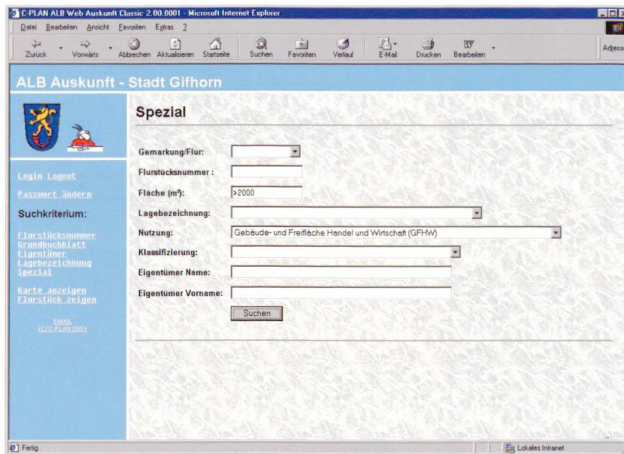 C-PLAN ALB Web Auskunft Classic 2.00.0001 - Microsoft Internet Explorer
Datei Bearbeiten Ansicht Favoriten Extras ?
Zurück Vorwärts Abbrechen Aktualisieren Startseite Suchen Favoriten Verlauf E-Mail Drucken Bearbeiten
ALB Auskunft - Stadt Gifhorn
Login Logout
Passwort ändern
Suchkriterium:
Flurstücksnummer
Grundbuchblatt
Eigentümer
Lagebezeichnung
Spezial
Karte anzeigen
Flurstück zeigen
EMAIL
(C) C-PLAN 2001
Spezial
Gemarkung/Flur:
Flurstücksnummer :
Fläche (m²): >2000
Lagebezeichnung:
Nutzung: Gebäude- und Freifläche Handel und Wirtschaft (GFHW)
Klassifizierung:
Eigentümer Name:
Eigentümer Vorname:
Suchen
Fertig
Lokales Intranet